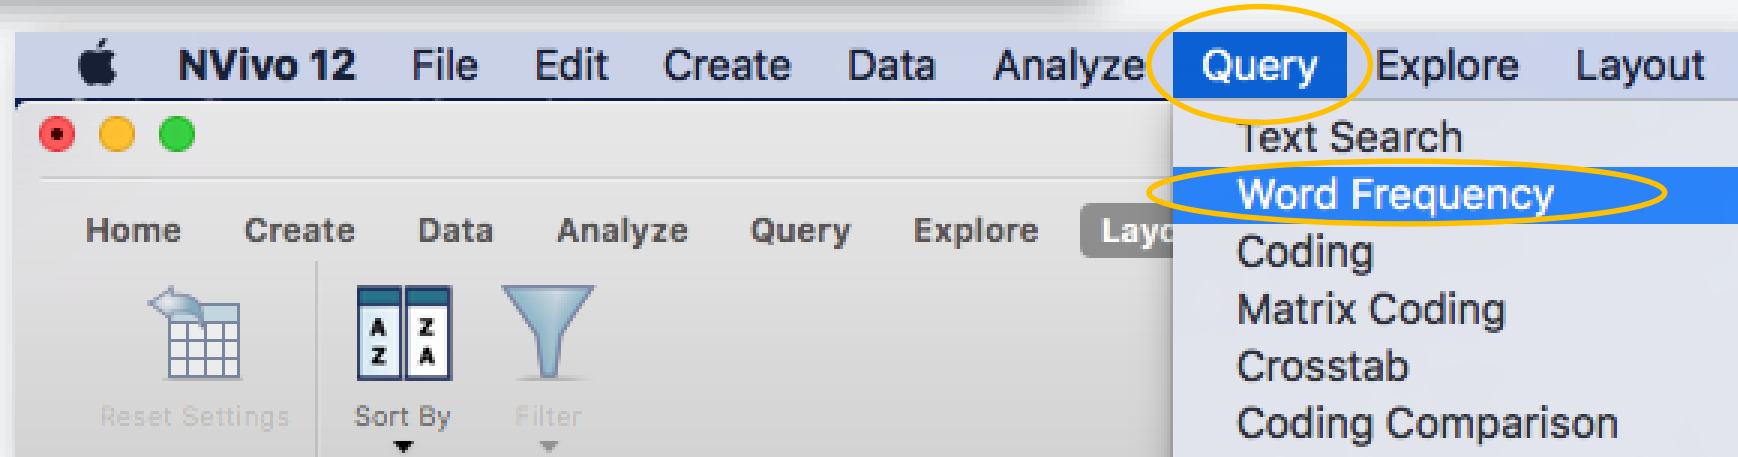 NVivo 12 File Edit Create Data Analyze Query Explore Layout
Text Search
Word Frequency
Home Create Data Analyze Query Explore
Coding
Matrix Coding
A Z
Z A
Crosstab
Reset Settings Sort By Filter
Coding Comparison